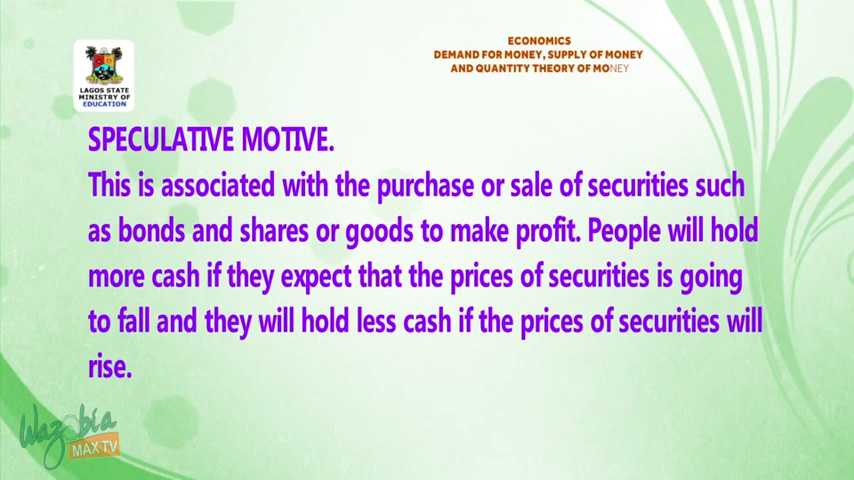 ECONOMICS
DEMAND FOR MONEY, SUPPLY OF MONEY
AND QUANTITY THEORY OF MONEY
LAGOS STATE
MINISTRY OF
EDUCATION
SPECULATIVE MOTIVE.
This is associated with the purchase or sale of securities such
as bonds and shares or goods to make profit. People will hold
more cash if they expect that the prices of securities is going
to fall and they will hold less cash if the prices of securities will
rise.
Wazobia
MAX TV